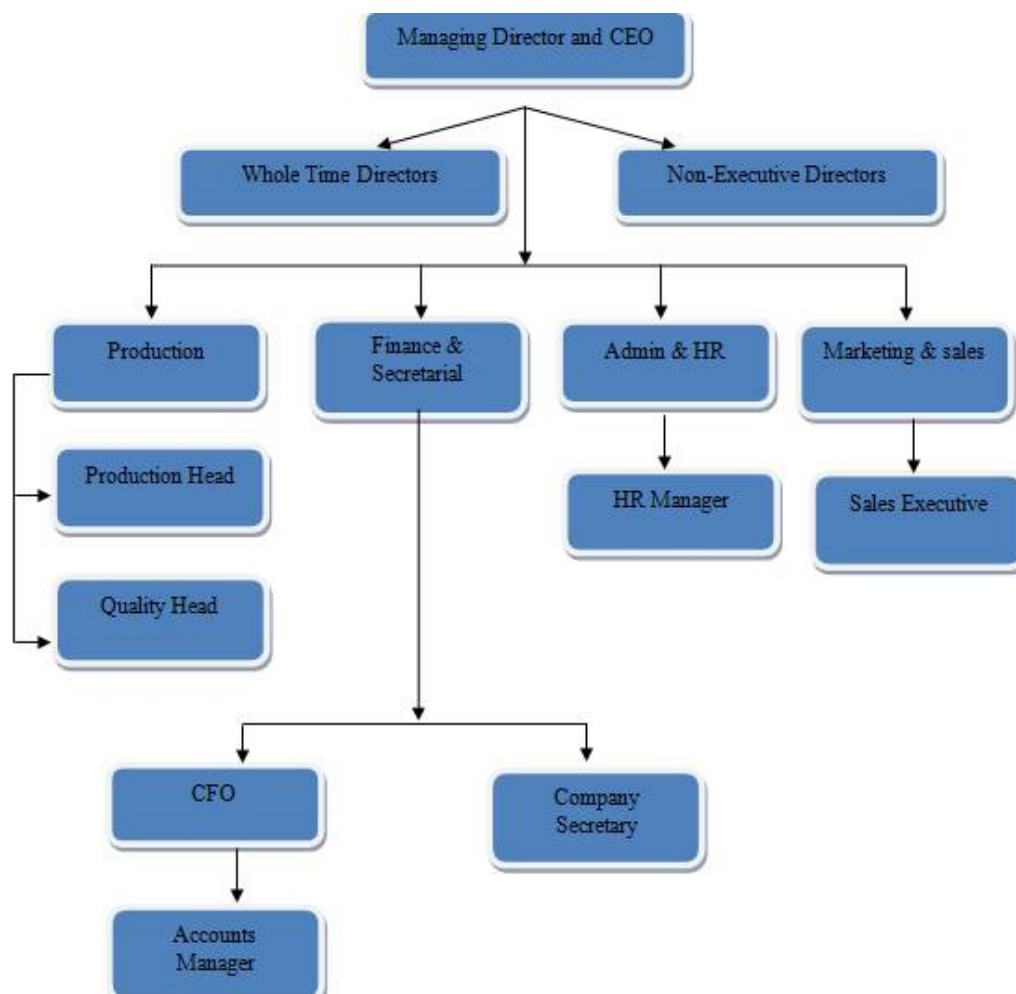 Managing Director and CEO
Whole Time Directors
Non-Executive Directors
Production
Finance &
Secretarial
Admin & HR
Marketing & sales
Production Head
HR Manager
Sales Executive
Quality Head
CFO
Company
Secretary
Accounts
Manager